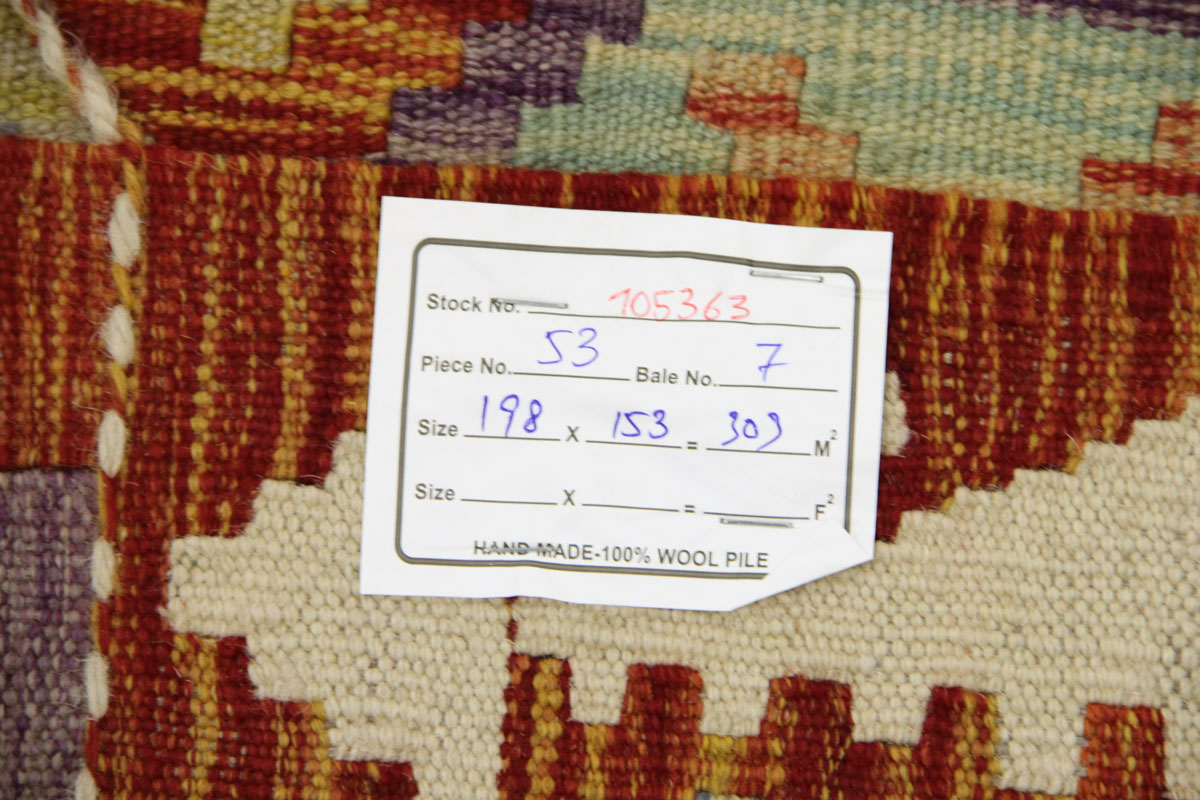 Stock No. 105363
Piece No. 53 Bale No. 7
Size 198 X 153 = 303 M²
Size X = F²
HAND MADE-100% WOOL PILE